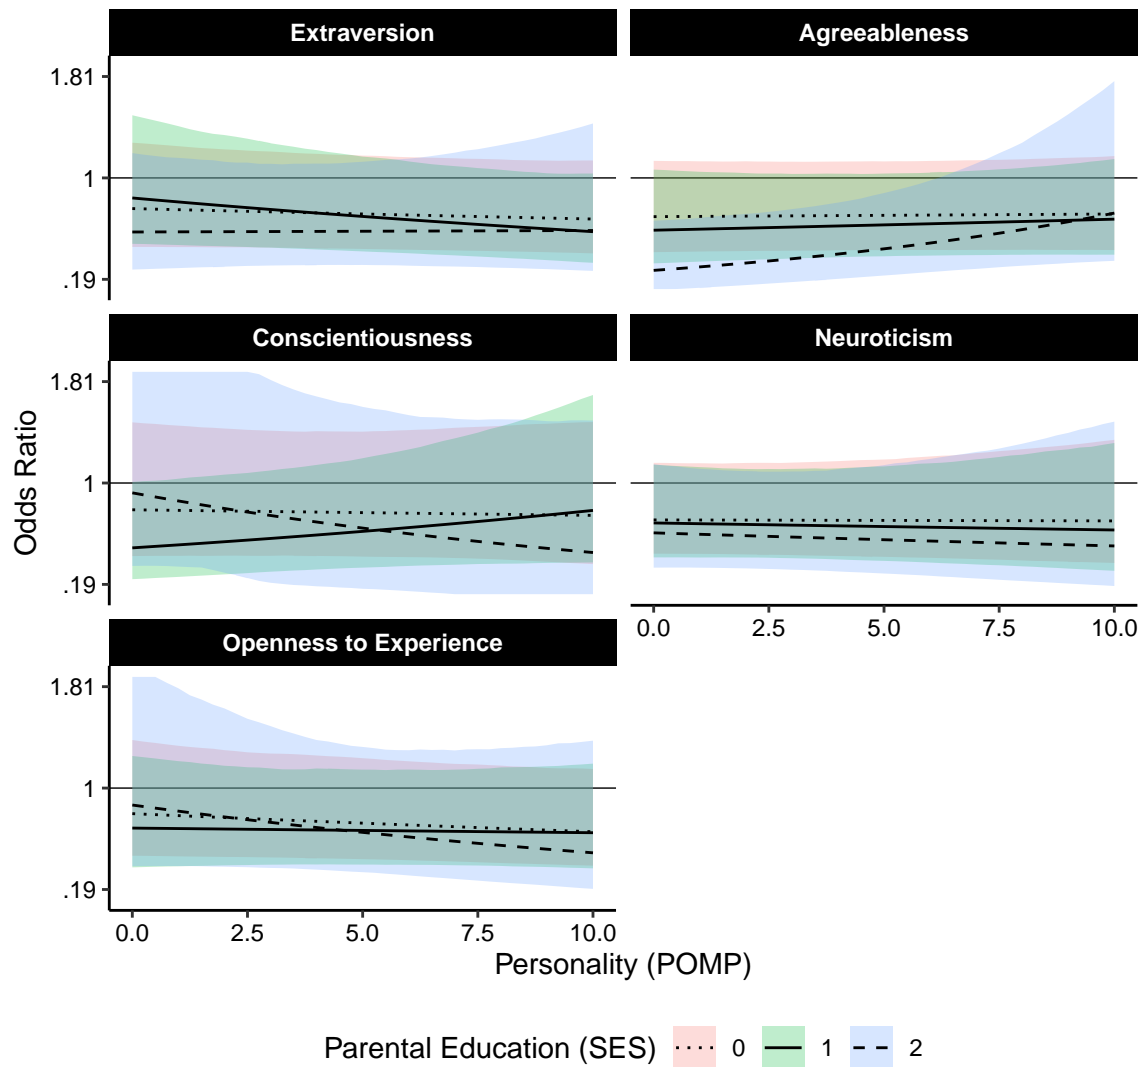 Extraversion
Agreeableness
1.81
1
.19
Conscientiousness
Neuroticism
1.81
1
.19
0.0 2.5 5.0 7.5 10.0
Openness to Experience
1.81
1
.19
0.0 2.5 5.0 7.5 10.0
Odds Ratio
Personality (POMP)
Parental Education (SES) 0 1 2